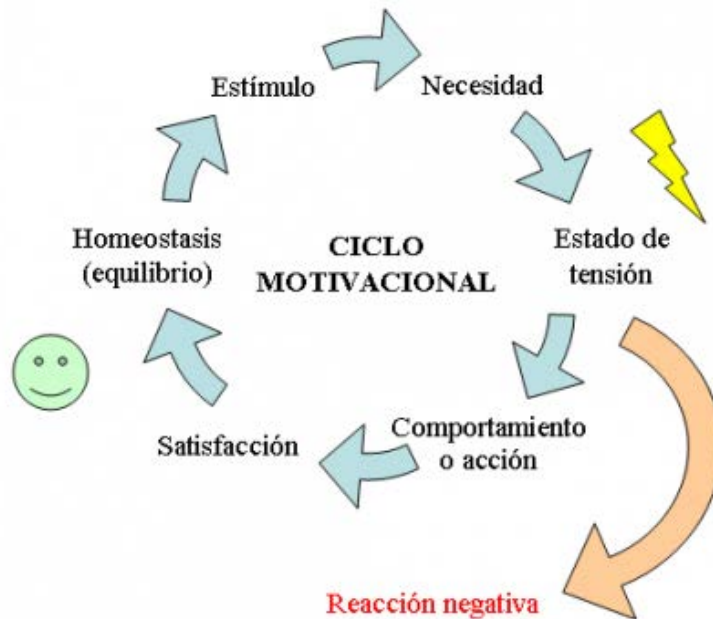 Estímulo
Necesidad
Homeostasis
(equilibrio)
CICLO
MOTIVACIONAL
Estado de
tensión
Satisfacción
Comportamiento
o acción
Reacción negativa